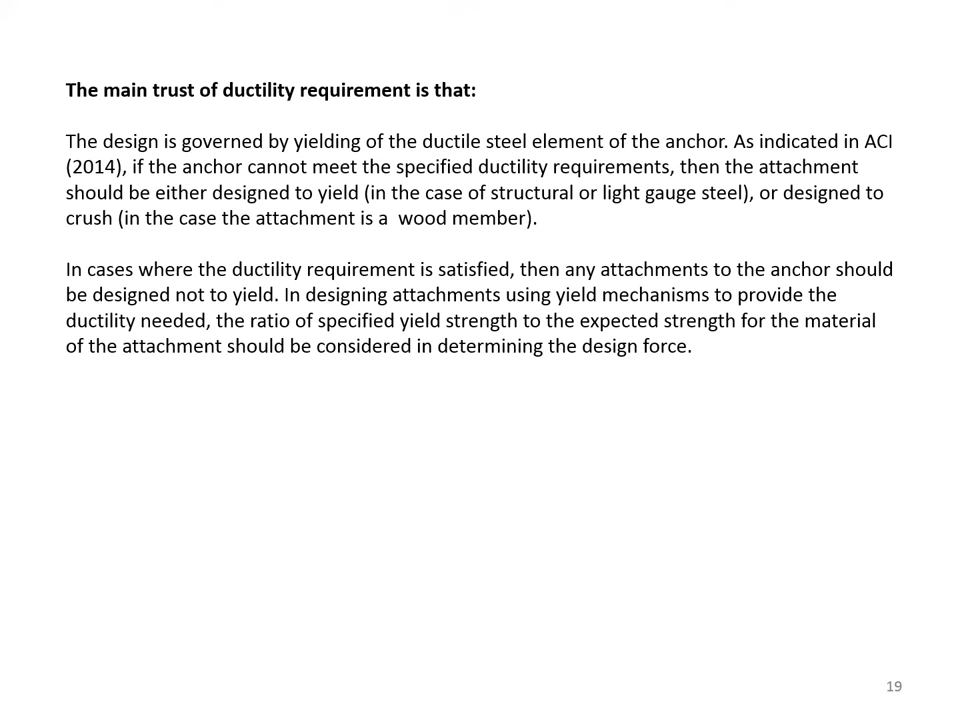 The main trust of ductility requirement is that:
The design is governed by yielding of the ductile steel element of the anchor. As indicated in ACI
(2014), if the anchor cannot meet the specified ductility requirements, then the attachment
should be either designed to yield (in the case of structural or light gauge steel), or designed to
crush (in the case the attachment is a  wood member).
In cases where the ductility requirement is satisfied, then any attachments to the anchor should
be designed not to yield. In designing attachments using yield mechanisms to provide the
ductility needed, the ratio of specified yield strength to the expected strength for the material
of the attachment should be considered in determining the design force.
19